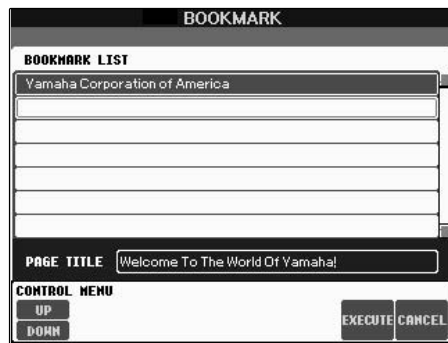 BOOKMARK
BOOKMARK LIST
Yamaha Corporation of America
PAGE TITLE Welcome To The World Of Yamaha!
CONTROL MENU
UP
DOWN
EXECUTE CANCEL